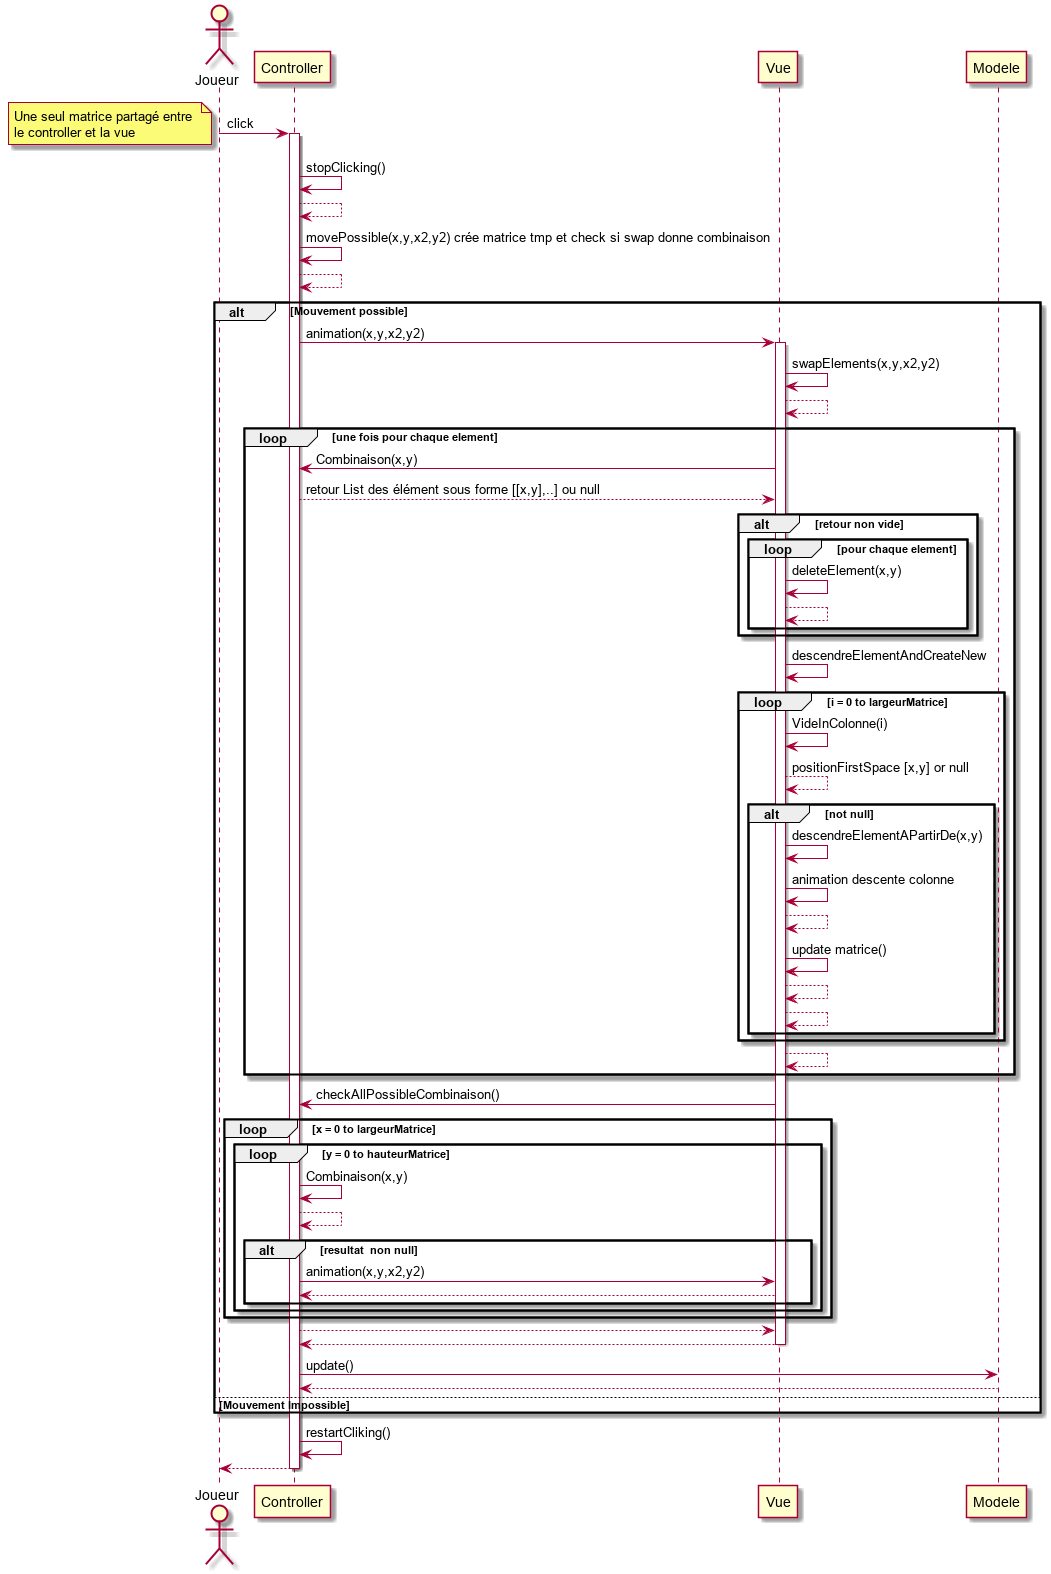 Joueur
Controller
Vue
Modele
Une seul matrice partagé entre
le controller et la vue
click
stopClicking()
movePossible(x,y,x2,y2) crée matrice tmp et check si swap donne combinaison
alt
[Mouvement possible]
animation(x,y,x2,y2)
swapElements(x,y,x2,y2)
loop
[une fois pour chaque element]
Combinaison(x,y)
retour List des élément sous forme [[x,y],..] ou null
alt
[retour non vide]
loop
[pour chaque element]
deleteElement(x,y)
descendreElementAndCreateNew
loop
[i = 0 to largeurMatrice]
VideInColonne(i)
positionFirstSpace [x,y] or null
alt
[not null]
descendreElementAPartirDe(x,y)
animation descente colonne
update matrice()
checkAllPossibleCombinaison()
loop
[x = 0 to largeurMatrice]
loop
[y = 0 to hauteurMatrice]
Combinaison(x,y)
alt
[resultat  non null]
animation(x,y,x2,y2)
update()
[Mouvement Impossible]
restartCliking()
Joueur
Controller
Vue
Modele